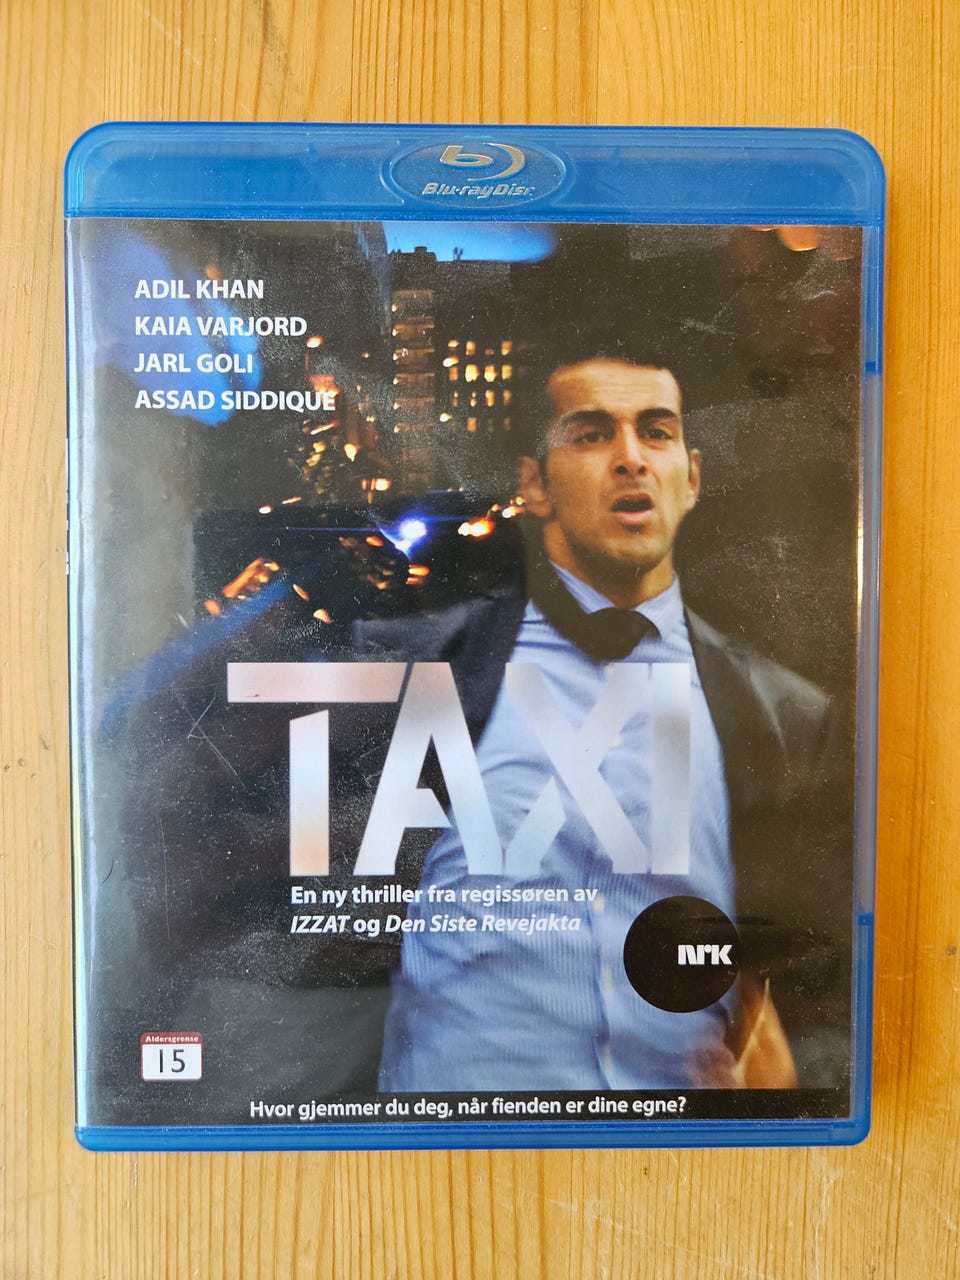 Blu-ray Disc
ADIL KHAN
KAIA VARJORD
JARL GOLI
ASSAD SIDDIQUE
TAXI
En ny thriller fra regissøren av
IZZAT og Den Siste Revejakta
NRK
Aldersgrense
15
Hvor gjemmer du deg, når fienden er dine egne?